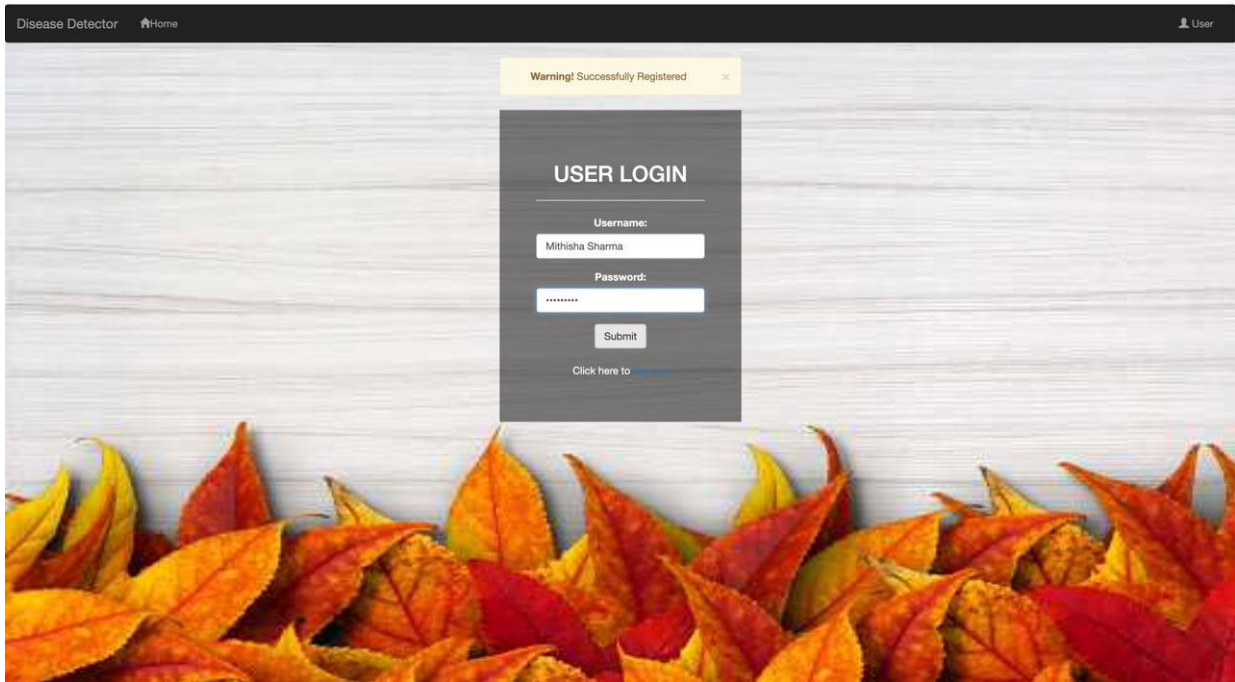 Disease Detector Home User
Warning! Successfully Registered ×
USER LOGIN
Username:
Mithisha Sharma
Password:
•••••••••
Submit
Click here to